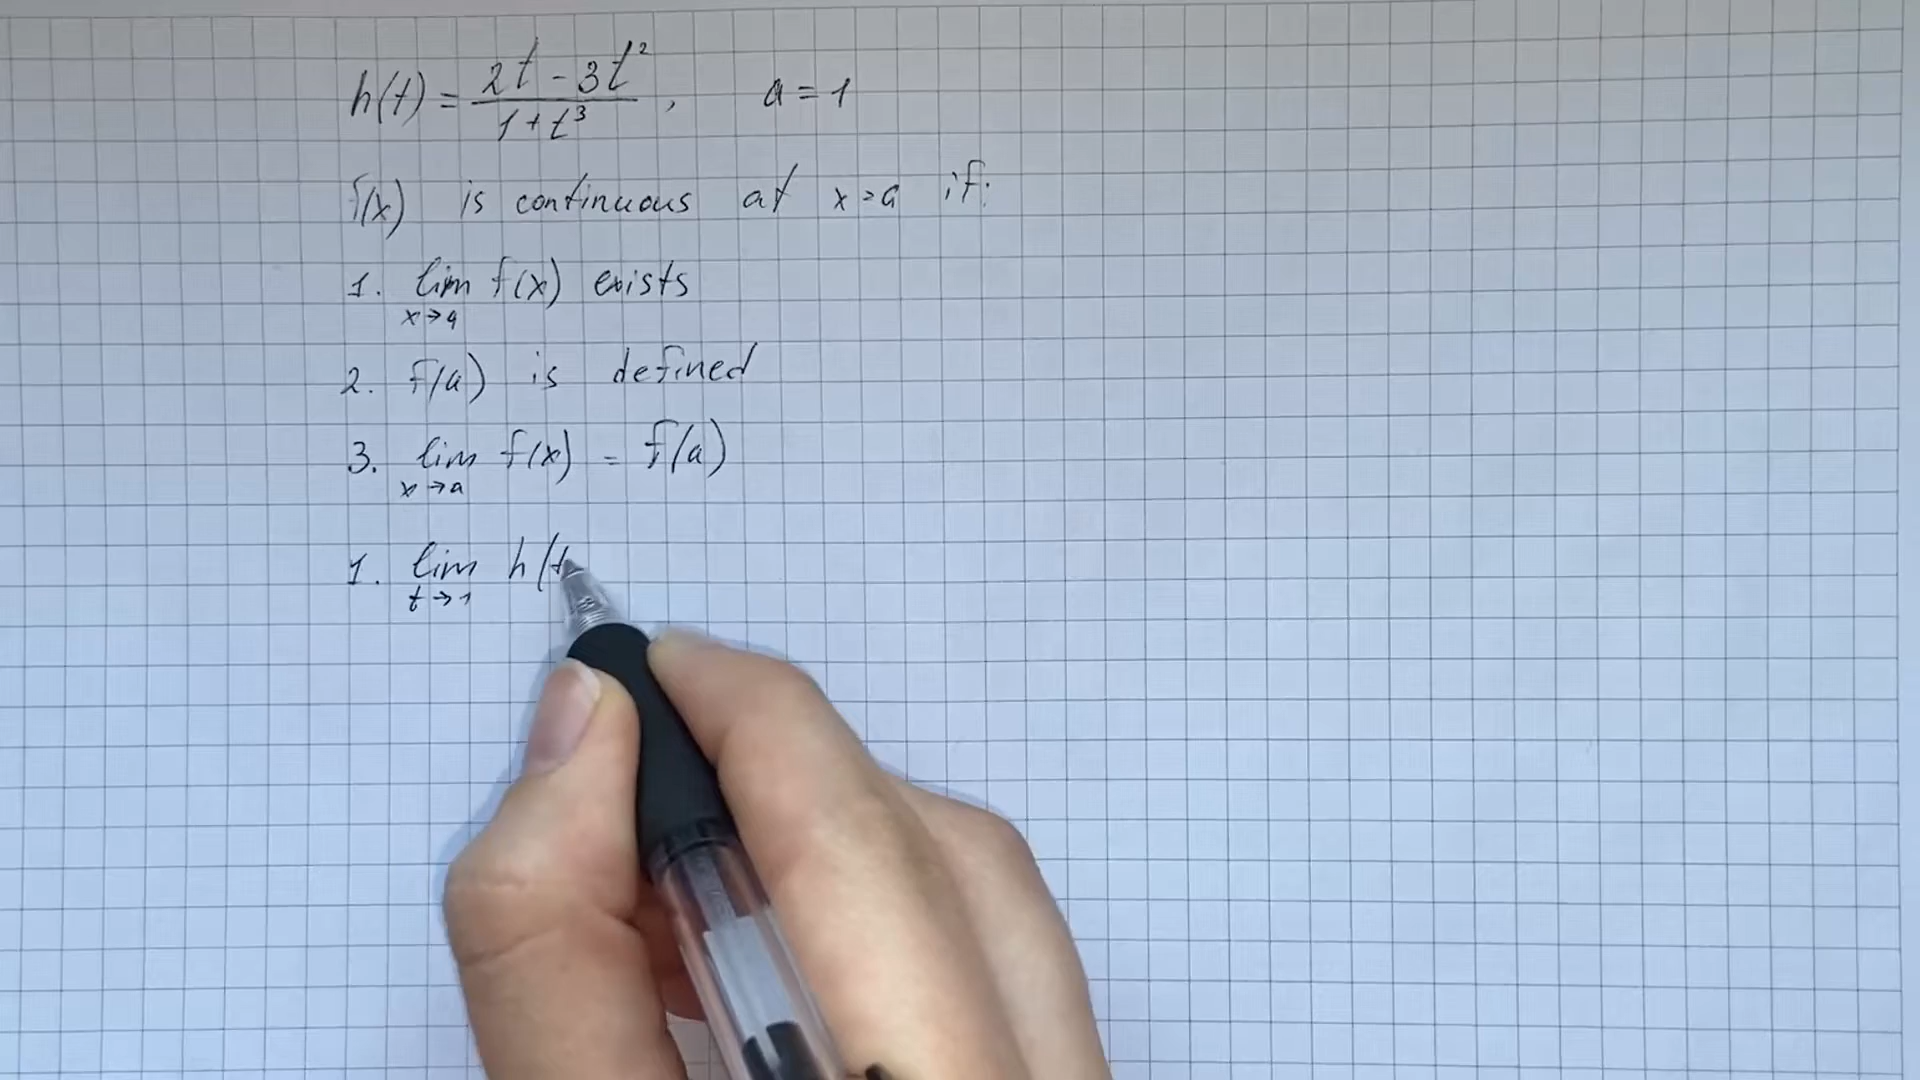 h(t) = (2t - 3t²)/(1 + t³), a = 1
f(x) is continuous at x = a if:
1. lim x→a f(x) exists
2. f(a) is defined
3. lim x→a f(x) = f(a)
1. lim t→1 h(t